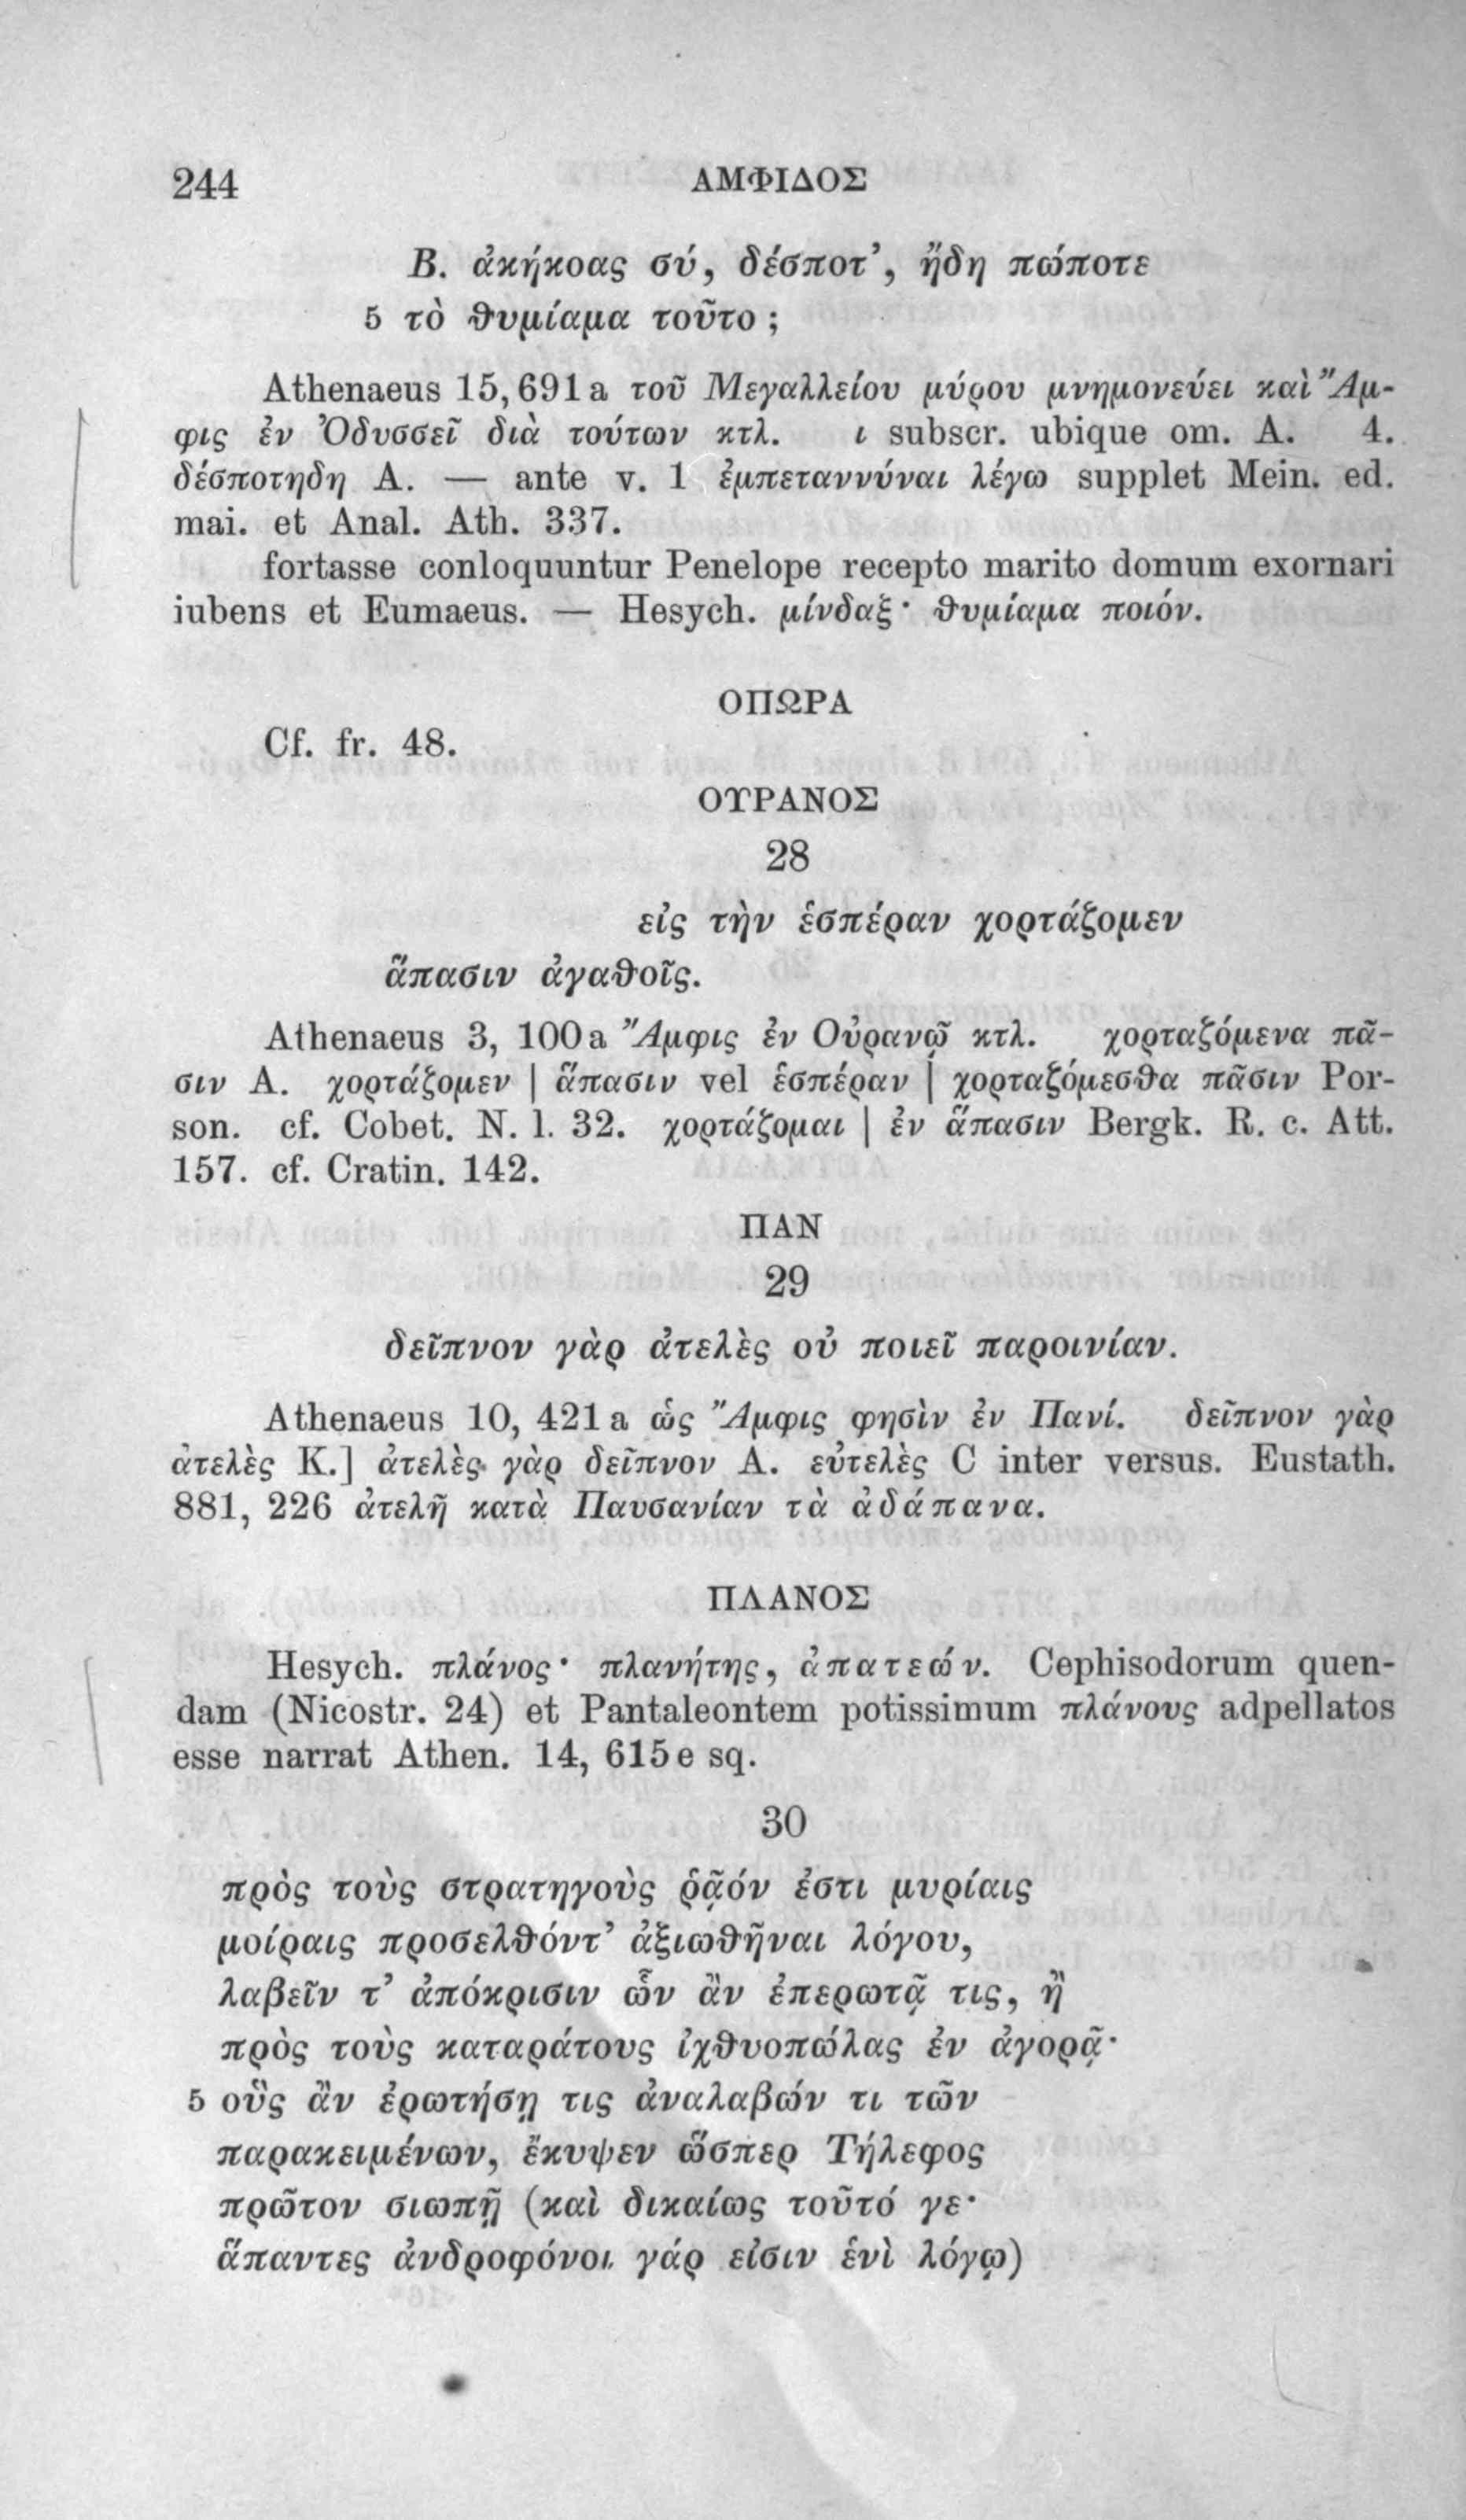 244 ΑΜΦΙΔΟΣ
Β. ἀκήκοας σύ, δέσποτ’, ἤδη πώποτε
5 τὸ θυμίαμα τοῦτο;
Athenaeus 15, 691 a τοῦ Μεγαλλείου μύρου μνημονεύει καὶ Ἄμ-
φις ἐν Ὀδυσσεῖ διὰ τούτων κτλ. ι subscr. ubique om. A. 4.
δέσποτηδη A. — ante v. 1 ἐμπεταννύναι λέγω supplet Mein. ed.
mai. et Anal. Ath. 337.
fortasse conloquuntur Penelope recepto marito domum exornari
iubens et Eumaeus. — Hesych. μίνδαξ· θυμίαμα ποιόν.
ΟΠΩΡΑ
Cf. fr. 48.
ΟΥΡΑΝΟΣ
28
εἰς τὴν ἑσπέραν χορτάζομεν
ἅπασιν ἀγαθοῖς.
Athenaeus 3, 100 a Ἄμφις ἐν Οὐρανῷ κτλ. χορταζόμενα πᾶ-
σιν A. χορτάζομεν | ἅπασιν vel ἑσπέραν | χορταζόμεσθα πᾶσιν Por-
son. cf. Cobet. N. l. 32. χορτάζομαι | ἐν ἅπασιν Bergk. R. c. Att.
157. cf. Cratin. 142.
ΠΑΝ
29
δεῖπνον γὰρ ἀτελὲς οὐ ποιεῖ παροινίαν.
Athenaeus 10, 421 a ὡς Ἄμφις φησὶν ἐν Πανί. δεῖπνον γὰρ
ἀτελὲς K.] ἀτελὲς γὰρ δεῖπνον A. εὐτελὲς C inter versus. Eustath.
881, 226 ἀτελῆ κατὰ Παυσανίαν τὰ ἀδάπανα.
ΠΛΑΝΟΣ
Hesych. πλάνος· πλανήτης, ἀπατεών. Cephisodorum quen-
dam (Nicostr. 24) et Pantaleontem potissimum πλάνους adpellatos
esse narrat Athen. 14, 615 e sq.
30
πρὸς τοὺς στρατηγοὺς ῥᾷόν ἐστι μυρίαις
μοίραις προσελθόντ’ ἀξιωθῆναι λόγου,
λαβεῖν τ’ ἀπόκρισιν ὧν ἂν ἐπερωτᾷ τις, ἢ
πρὸς τοὺς καταράτους ἰχθυοπώλας ἐν ἀγορᾷ·
5 οὓς ἂν ἐρωτήσῃ τις ἀναλαβών τι τῶν
παρακειμένων, ἔκυψεν ὥσπερ Τήλεφος
πρῶτον σιωπῇ (καὶ δικαίως τοῦτό γε·
ἅπαντες ἀνδροφόνοι γάρ εἰσιν ἑνὶ λόγῳ)